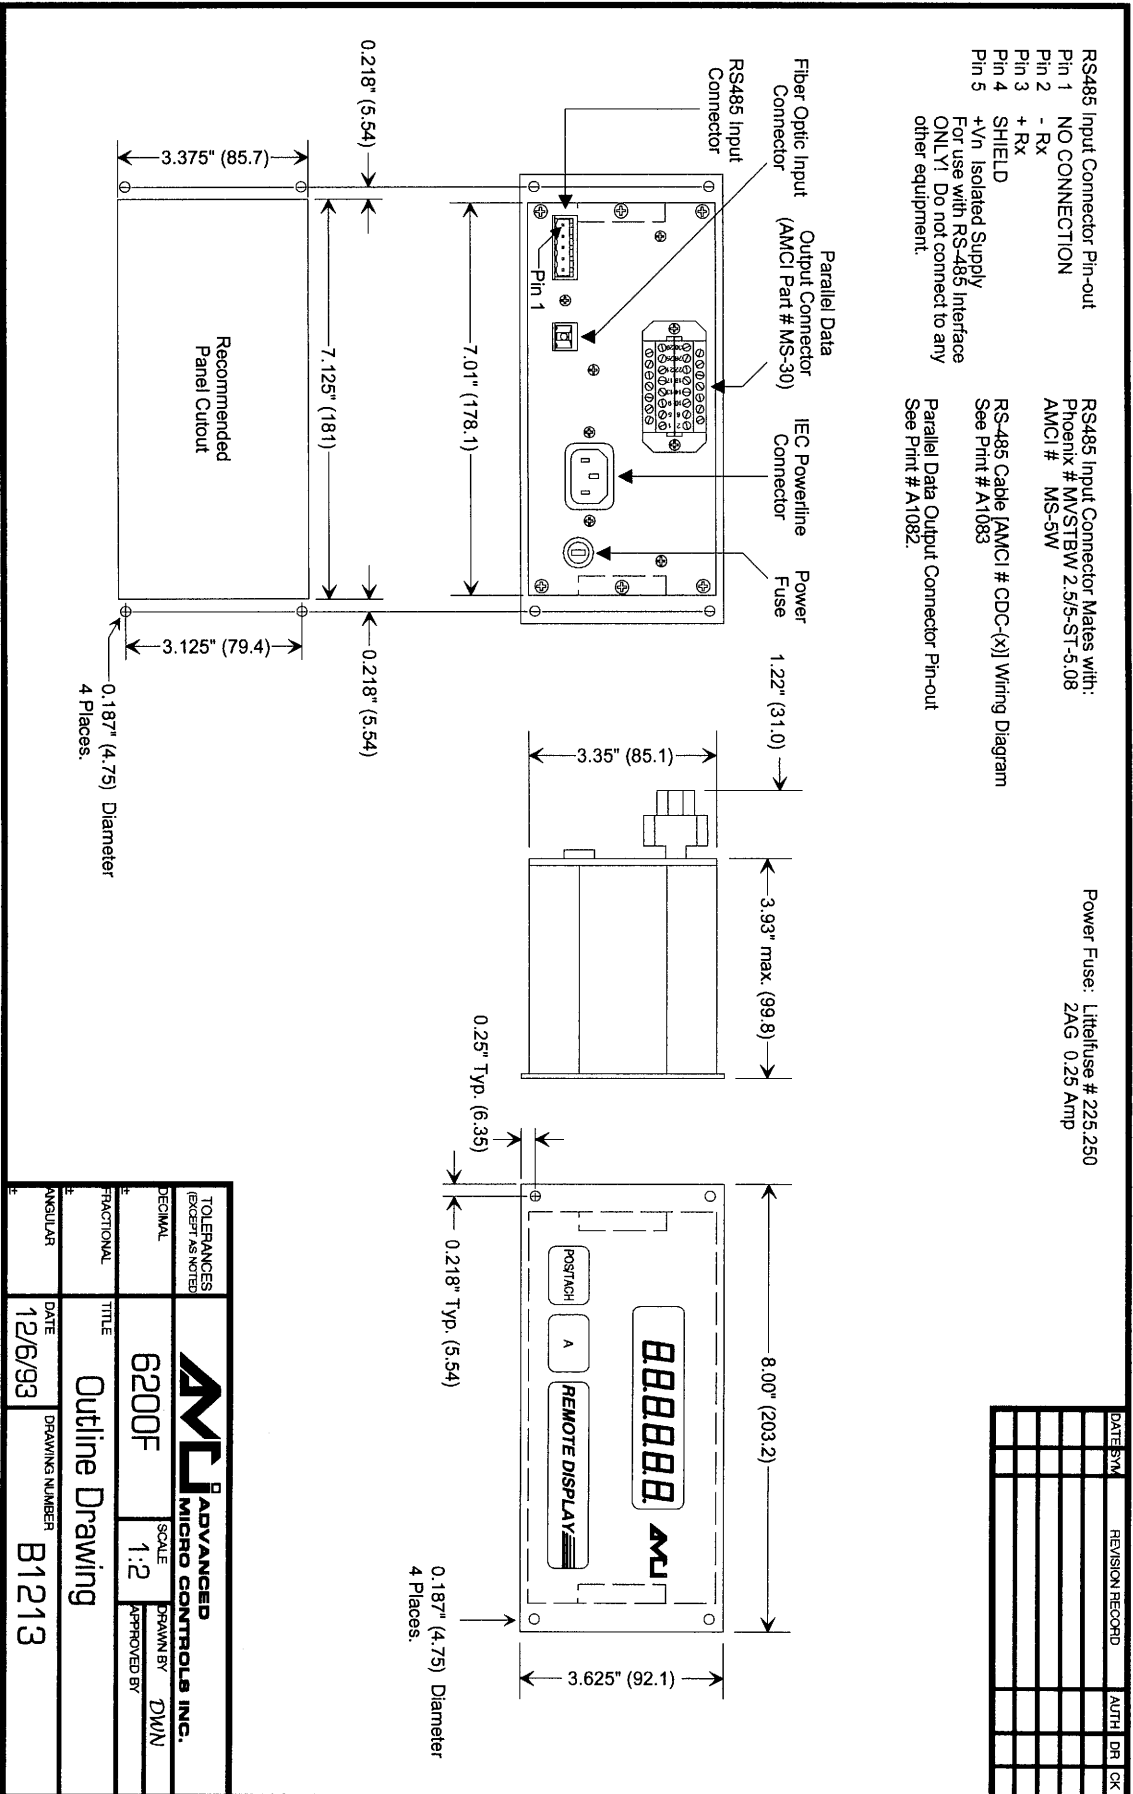 RS485 Input Connector Pin-out
Pin 1 NO CONNECTION
Pin 2 - Rx
Pin 3 + Rx
Pin 4 SHIELD
Pin 5 +Vn Isolated Supply
For use with RS-485 Interface
ONLY! Do not connect to any
other equipment.
RS485 Input Connector Mates with:
Phoenix # MVSTBW 2.5/5-ST-5.08
AMCI # MS-5W
RS-485 Cable [AMCI # CDC-(x)] Wiring Diagram
See Print # A1083
Parallel Data Output Connector Pin-out
See Print # A1082.
Power Fuse: Littelfuse # 225.250
2AG 0.25 Amp
DATE SYM REVISION RECORD AUTH DR CK
RS485 Input
Connector
Fiber Optic Input
Connector
Parallel Data
Output Connector
(AMCI Part # MS-30)
IEC Powerline
Connector
Power
Fuse
Pin 1
7.01" (178.1)
0.218" (5.54)
7.125" (181)
0.218" (5.54)
3.375" (85.7)
Recommended
Panel Cutout
3.125" (79.4)
0.187" (4.75) Diameter
4 Places.
1.22" (31.0)
3.93" max. (99.8)
3.35" (85.1)
8.00" (203.2)
8.8.8.8.8.8.
AMCI
POS/TACH
A
REMOTE DISPLAY
3.625" (92.1)
0.25" Typ. (6.35)
0.218" Typ. (5.54)
0.187" (4.75) Diameter
4 Places.
TOLERANCES
(EXCEPT AS NOTED)
DECIMAL
±
FRACTIONAL
±
ANGULAR
±
AMCI ADVANCED
MICRO CONTROLS INC.
6200F
SCALE
1:2
DRAWN BY DWN
APPROVED BY
TITLE
Outline Drawing
DATE
12/6/93
DRAWING NUMBER
B1213